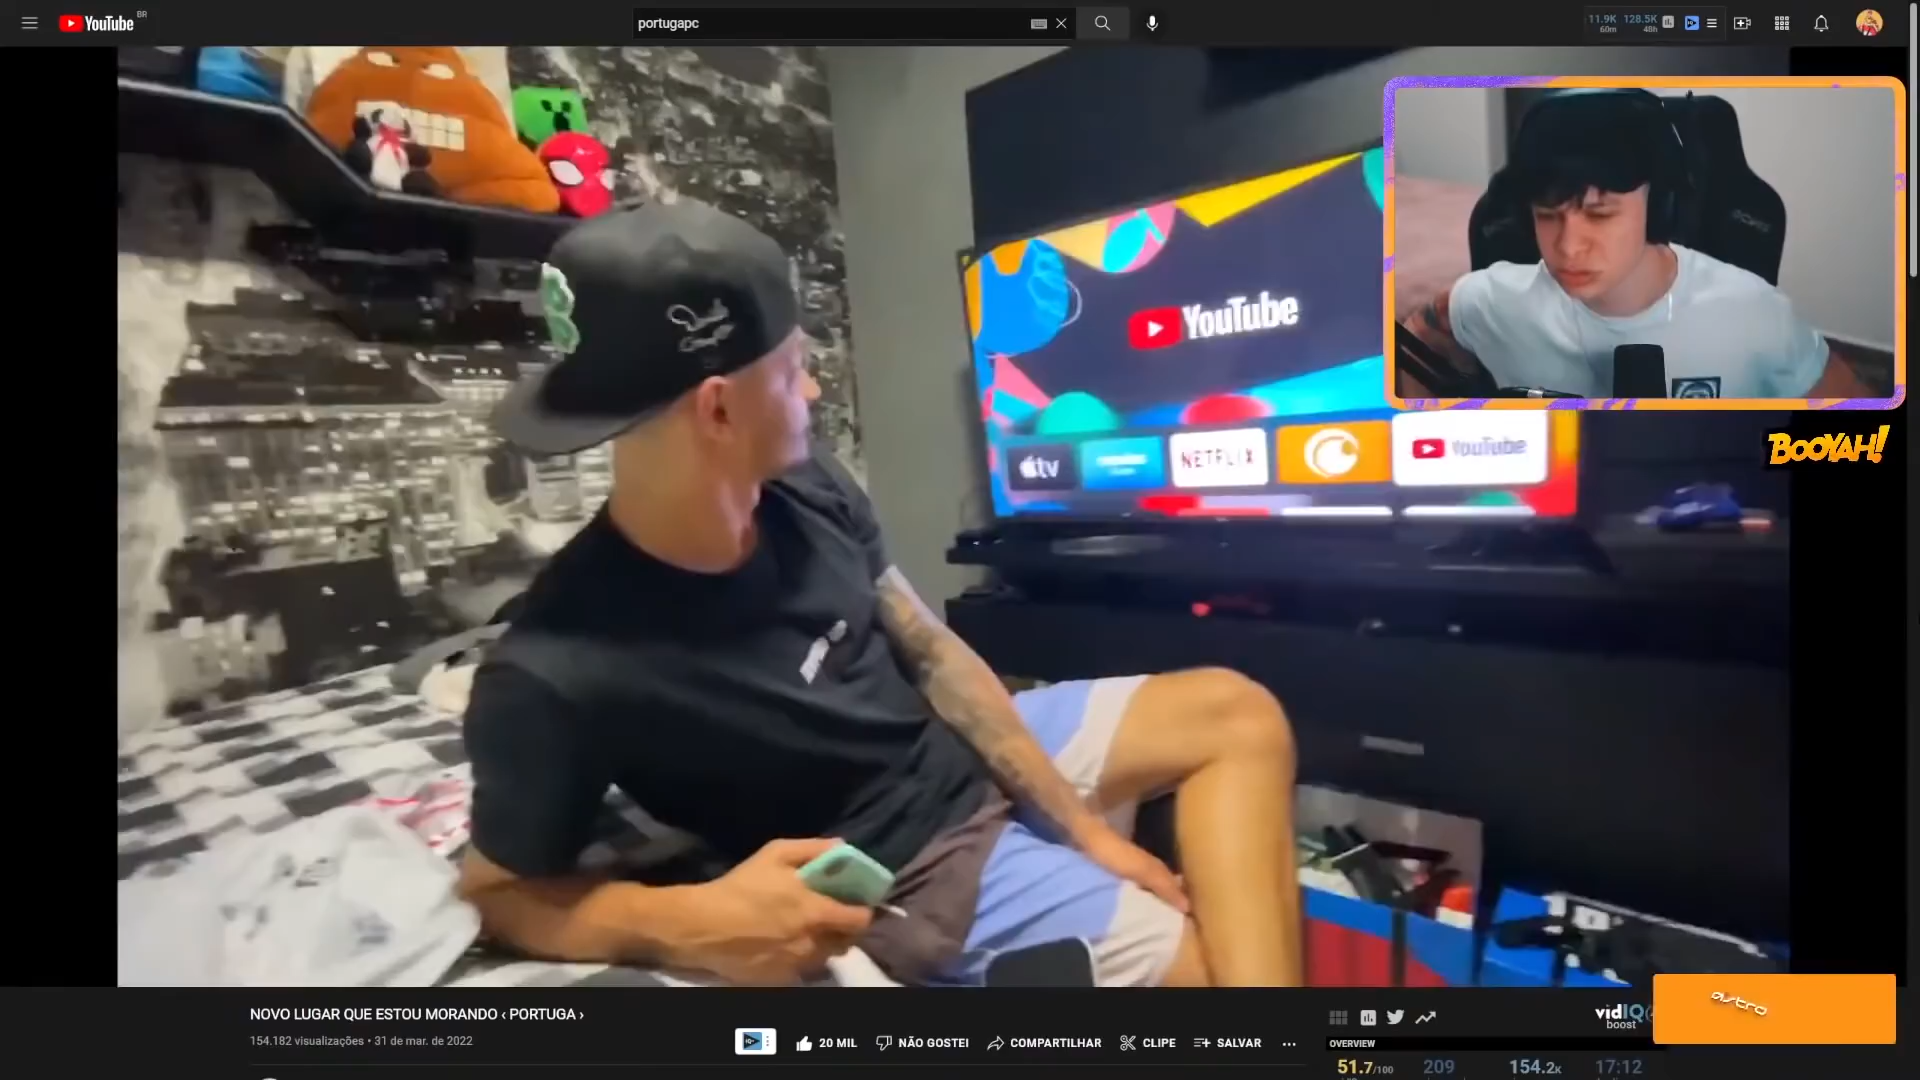 YouTube BR
portugapc
11.9K 60m
128.5K 48h
YouTube
BOOYAH!
tv
NETFLIX
YouTube
astro
NOVO LUGAR QUE ESTOU MORANDO ‹ PORTUGA ›
154.182 visualizações • 31 de mar. de 2022
20 MIL
NÃO GOSTEI
COMPARTILHAR
CLIPE
SALVAR
vidIQ
boost
OVERVIEW
51.7/100
209
154.2K
17:12